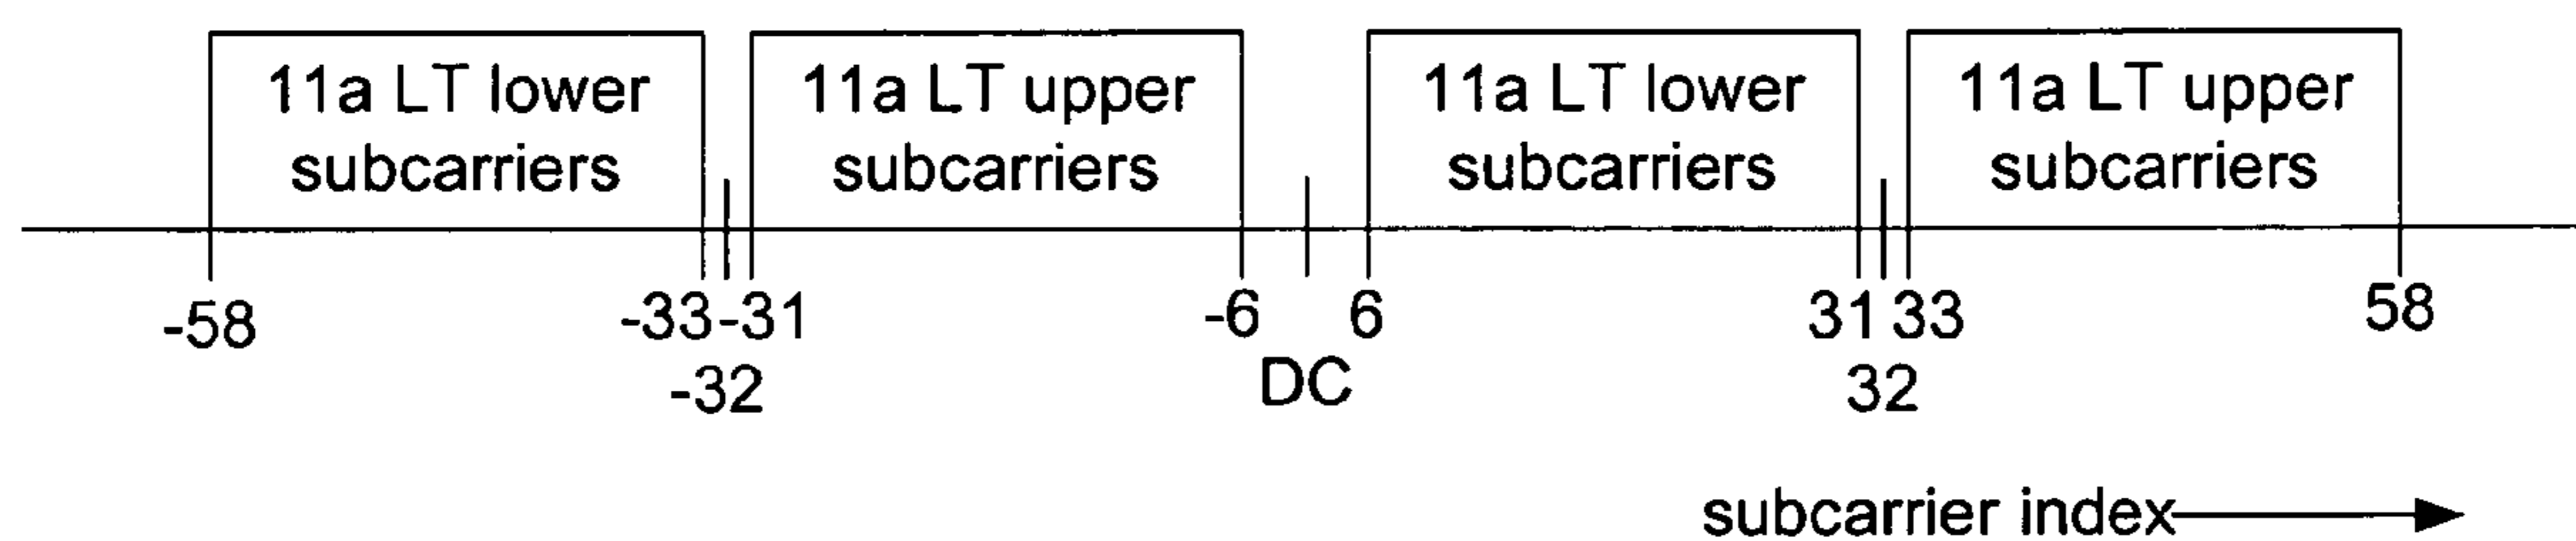 11a LT lower
subcarriers
11a LT upper
subcarriers
11a LT lower
subcarriers
11a LT upper
subcarriers
-58
-33
-31
-6
6
31
33
58
-32
DC
32
subcarrier index